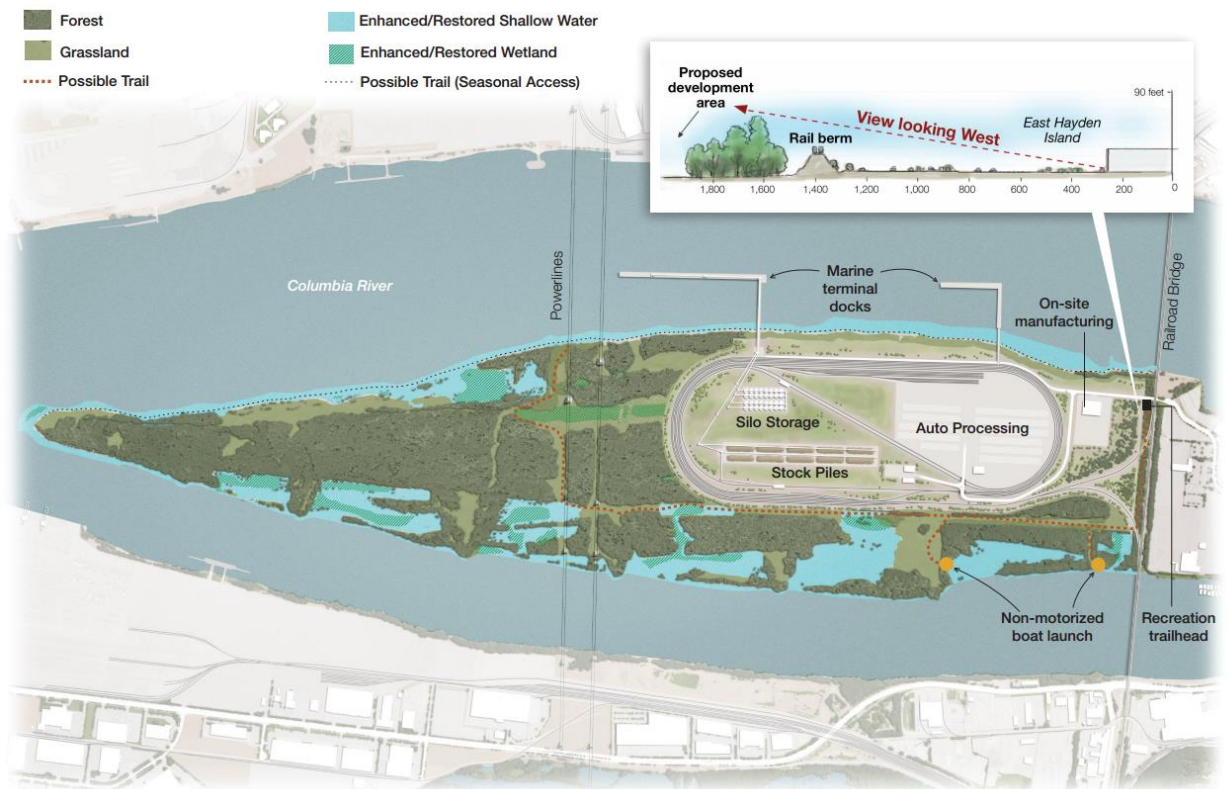 Forest
Grassland
Possible Trail
Enhanced/Restored Shallow Water
Enhanced/Restored Wetland
Possible Trail (Seasonal Access)
Proposed
development
area
Rail berm
View looking West
East Hayden
Island
90 feet
1,800 1,600 1,400 1,200 1,000 800 600 400 200 0
Columbia River
Powerlines
Marine
terminal
docks
On-site
manufacturing
Railroad Bridge
Silo Storage
Auto Processing
Stock Piles
Non-motorized
boat launch
Recreation
trailhead